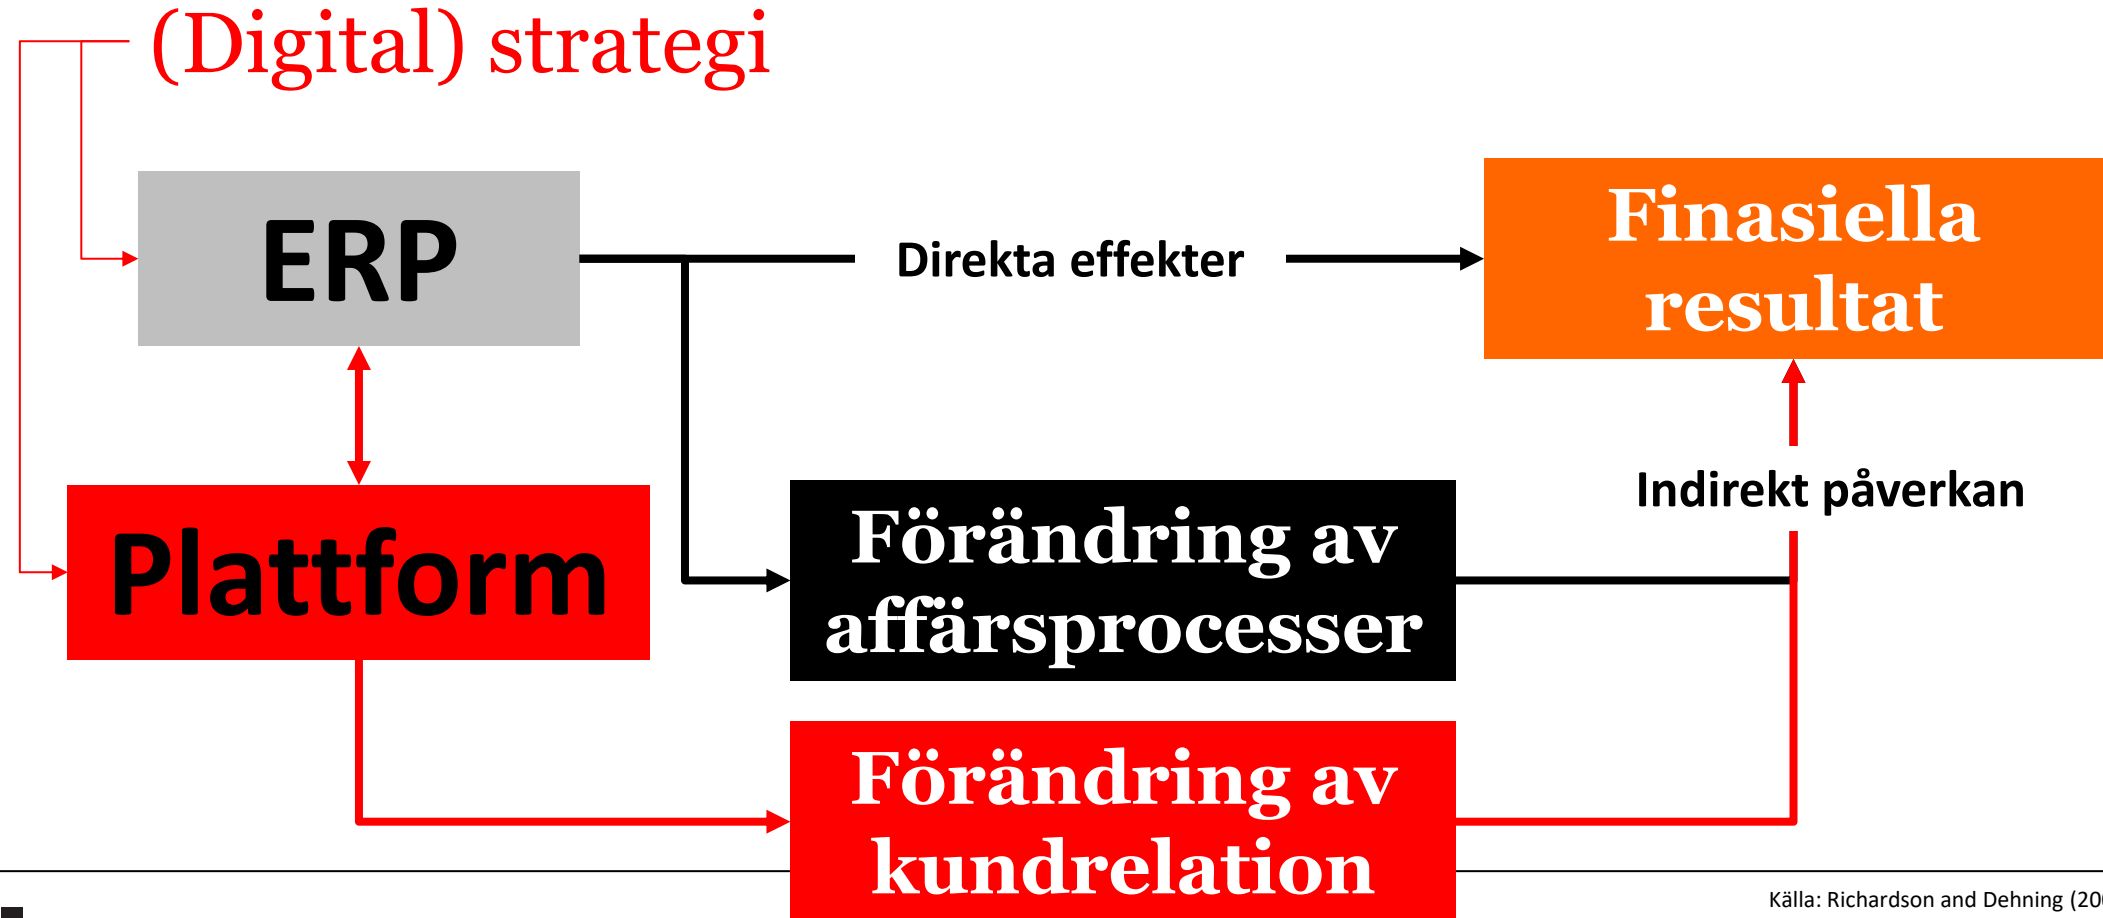 (Digital) strategi
ERP
Direkta effekter
Finasiella
resultat
Plattform
Förändring av
affärsprocesser
Indirekt påverkan
Förändring av
kundrelation
Källa: Richardson and Dehning